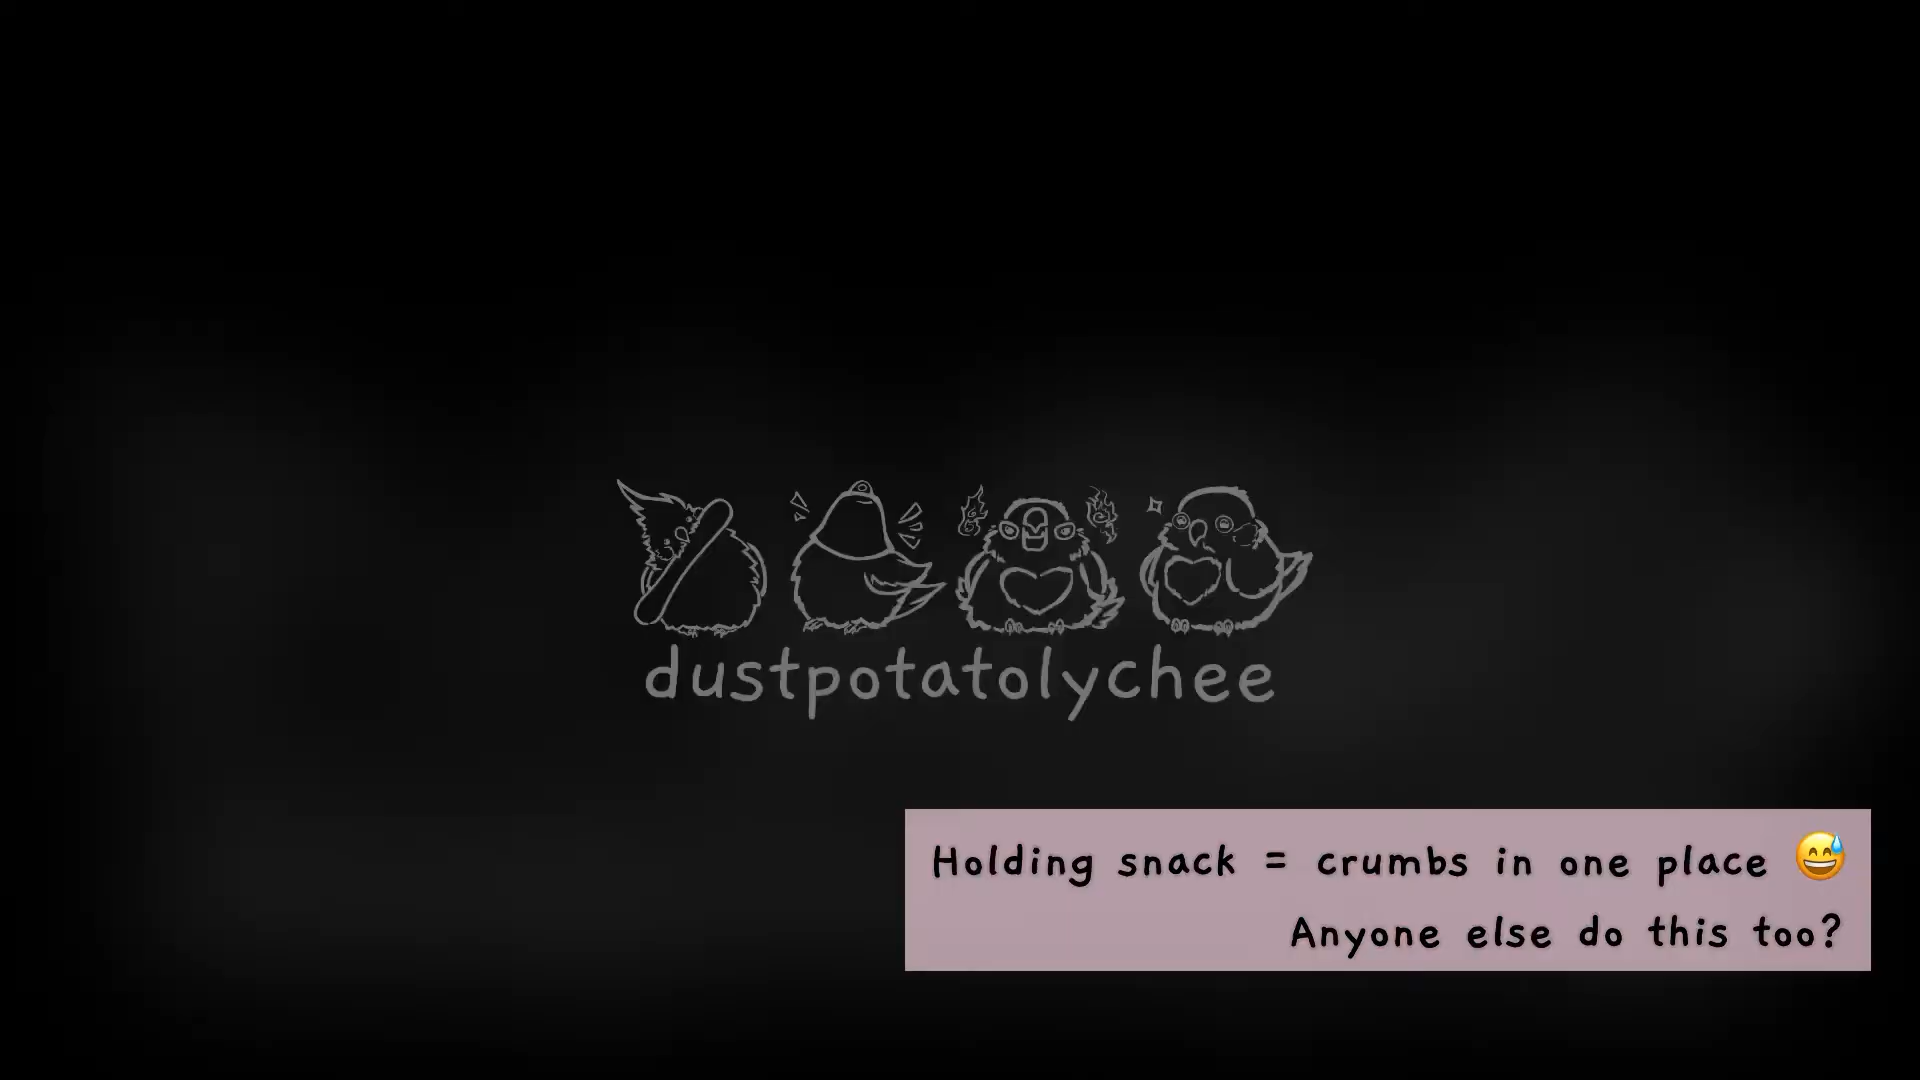 dustpotatolychee
Holding snack = crumbs in one place 😅
Anyone else do this too?